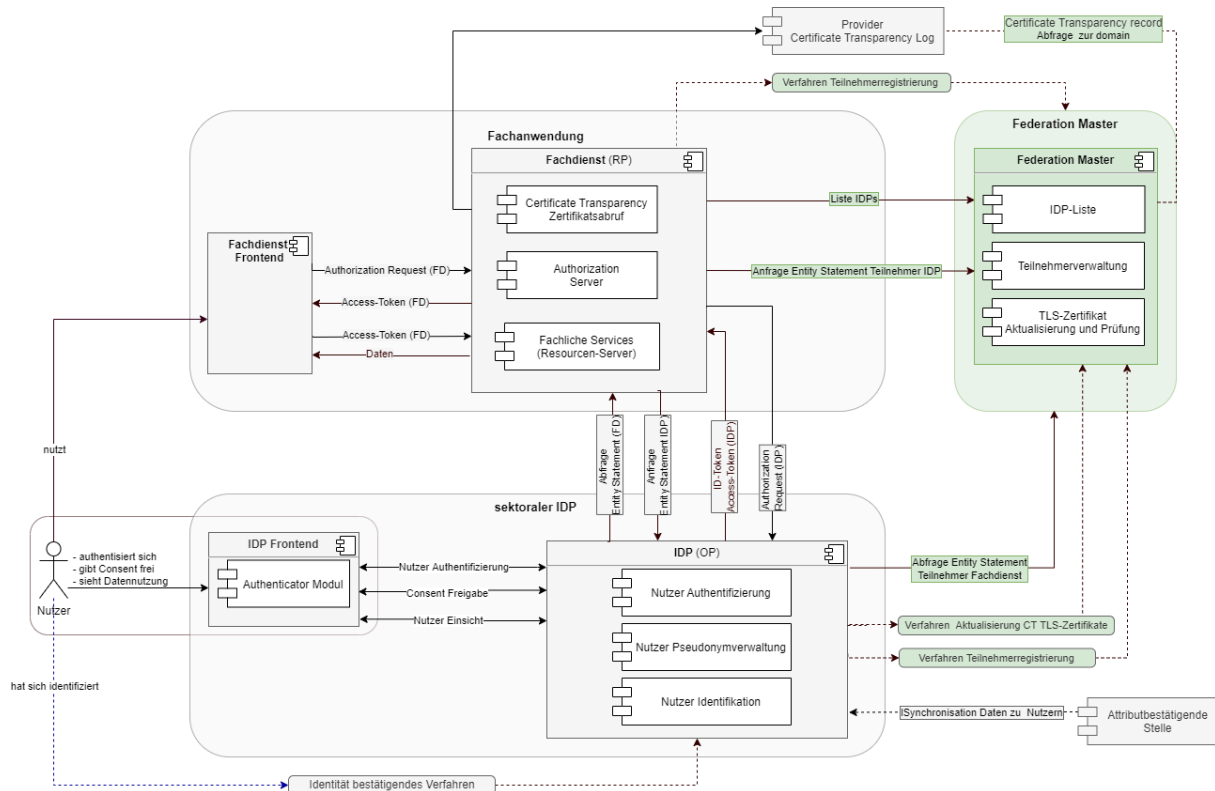 Provider
Certificate Transparency Log
Certificate Transparency record
Abfrage zur domain
Verfahren Teilnehmerregistrierung
Fachanwendung
Fachdienst (RP)
Certificate Transparency
Zertifikatsabruf
Authorization
Server
Fachliche Services
(Resourcen-Server)
Fachdienst
Frontend
Authorization Request (FD)
Access-Token (FD)
Access-Token (FD)
Daten
Liste IDPs
Anfrage Entity Statement Teilnehmer IDP
Federation Master
Federation Master
IDP-Liste
Teilnehmerverwaltung
TLS-Zertifikat
Aktualisierung und Prüfung
nutzt
Abfrage
Entity Statement (FD)
Anfrage
Entity Statement IDP)
ID-Token
Access-Token (IDP)
Authorization
Request (IDP)
sektoraler IDP
IDP Frontend
Authenticator Modul
- authentisiert sich
- gibt Consent frei
- sieht Datennutzung
Nutzer
Nutzer Authentifizierung
Consent Freigabe
Nutzer Einsicht
IDP (OP)
Nutzer Authentifizierung
Nutzer Pseudonymverwaltung
Nutzer Identifikation
Abfrage Entity Statement
Teilnehmer Fachdienst
Verfahren Aktualisierung CT TLS-Zertifikate
Verfahren Teilnehmerregistrierung
hat sich identifiziert
ISynchronisation Daten zu Nutzern
Attributbestätigende
Stelle
Identität bestätigendes Verfahren